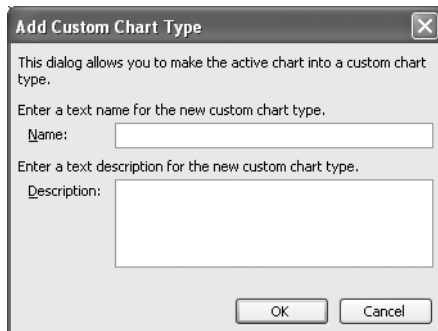 Add Custom Chart Type
This dialog allows you to make the active chart into a custom chart
type.
Enter a text name for the new custom chart type.
Name:
Enter a text description for the new custom chart type.
Description:
OK Cancel